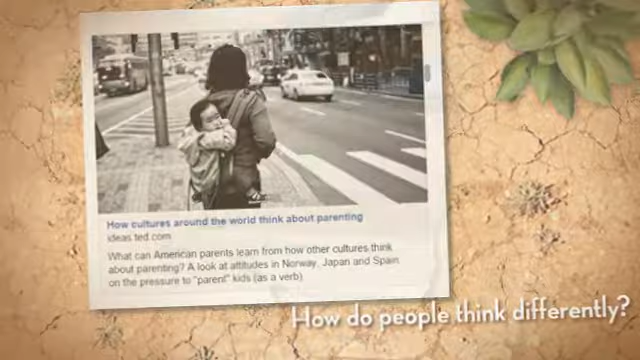 How cultures around the world think about parenting
ideas.ted.com
What can American parents learn from how other cultures think
about parenting? A look at attitudes in Norway, Japan and Spain
on the pressure to "parent" kids (as a verb)
How do people think differently?